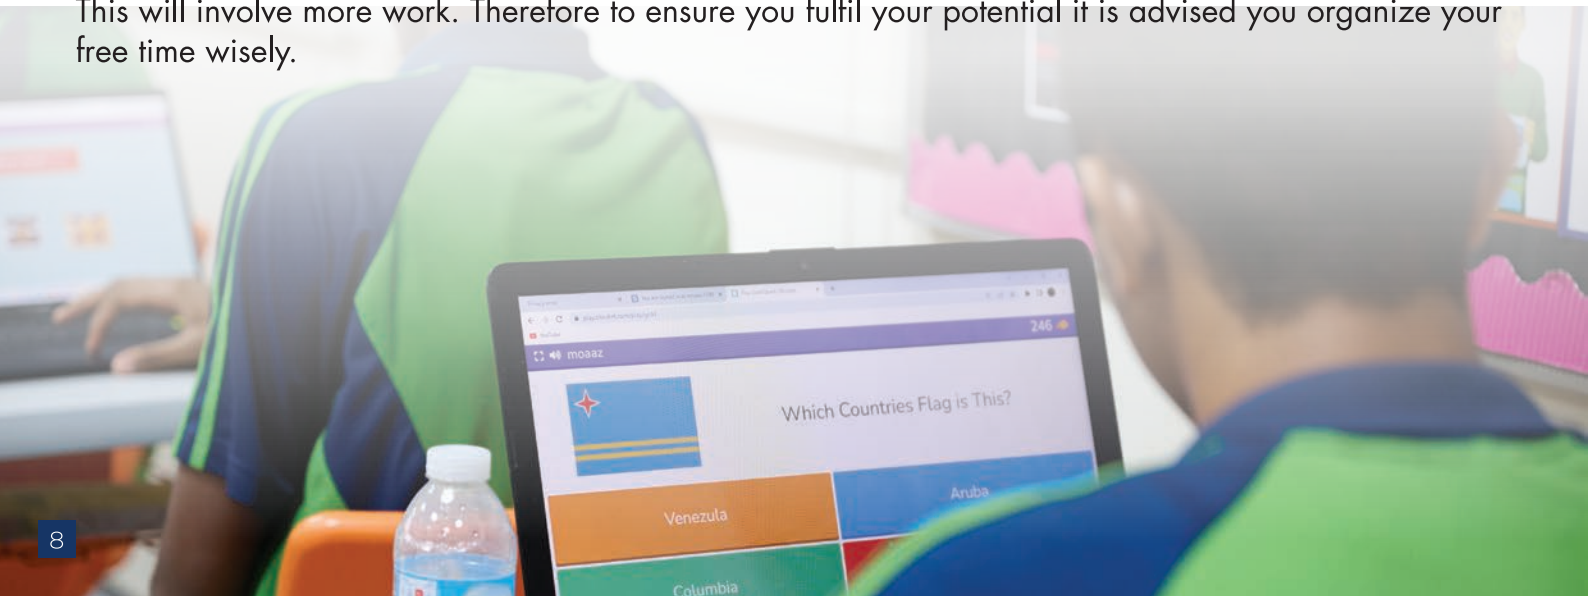 This will involve more work. Therefore to ensure you fulfil your potential it is advised you organize your
free time wisely.
246
moaaz
Which Countries Flag is This?
Venezula
Aruba
Columbia
8